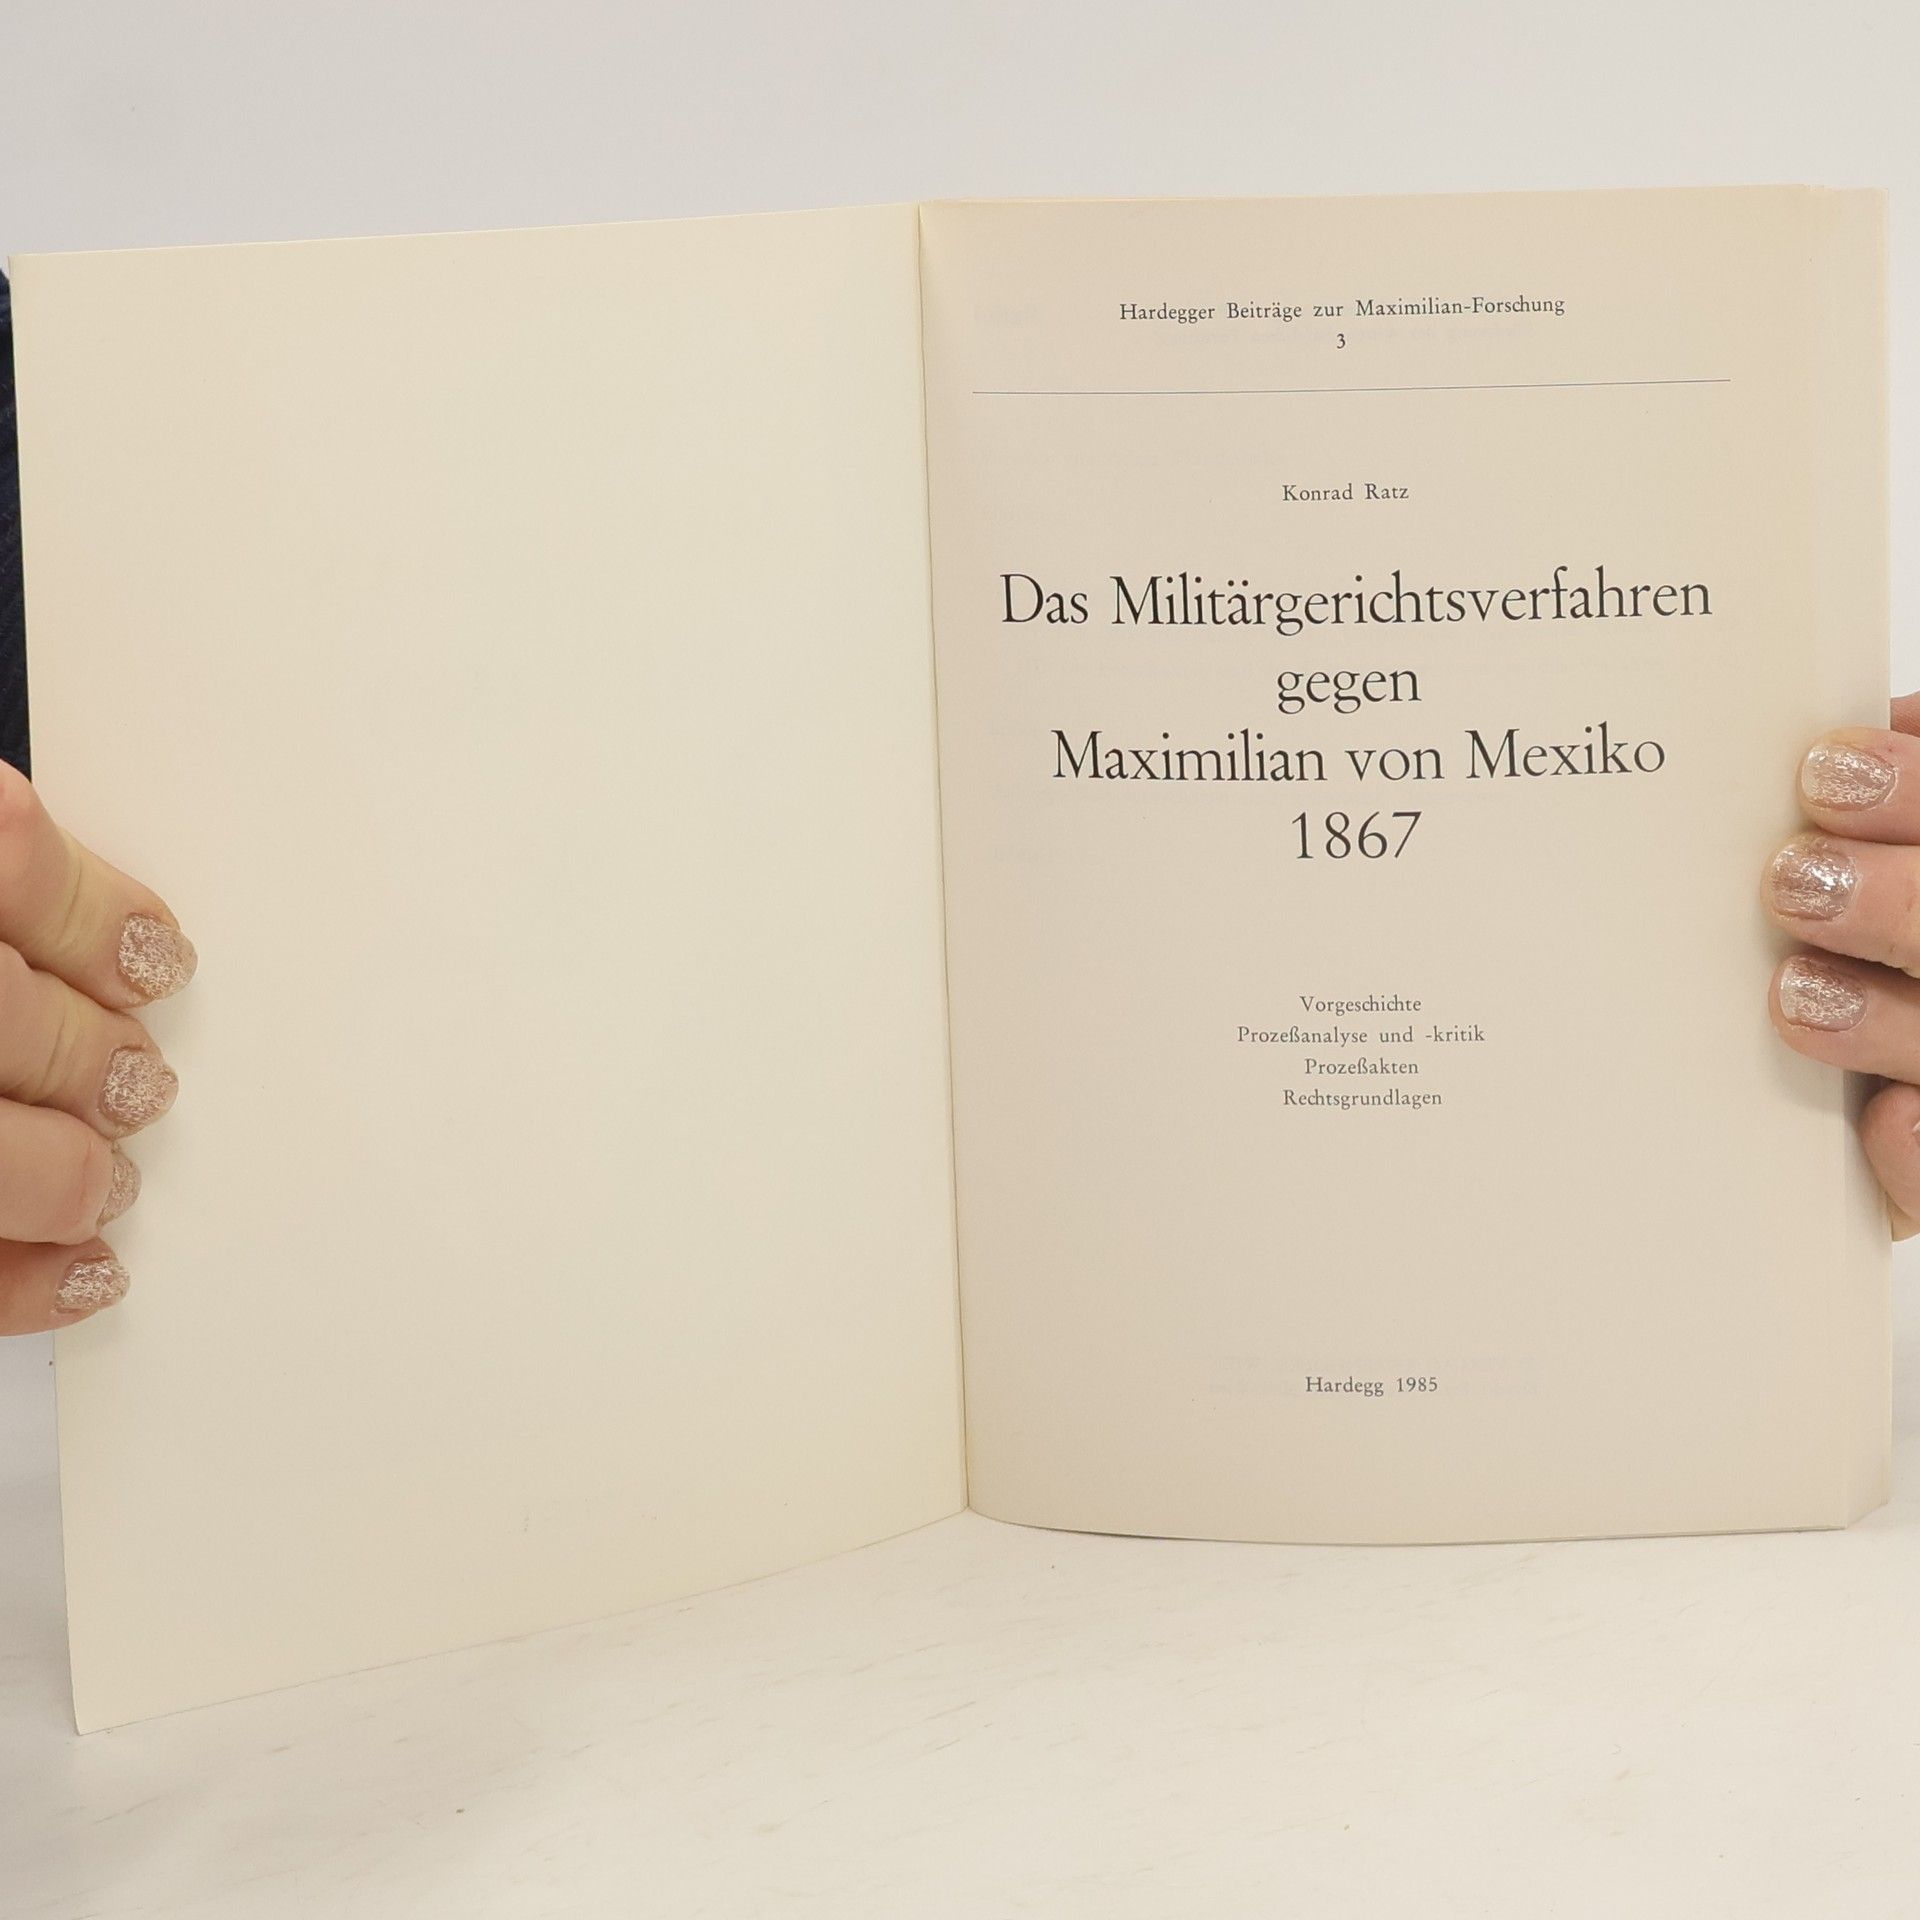 Hardegger Beiträge zur Maximilian-Forschung
3
Konrad Ratz
Das Militärgerichtsverfahren
gegen
Maximilian von Mexiko
1867
Vorgeschichte
Prozeßanalyse und -kritik
Prozeßakten
Rechtsgrundlagen
Hardegg 1985